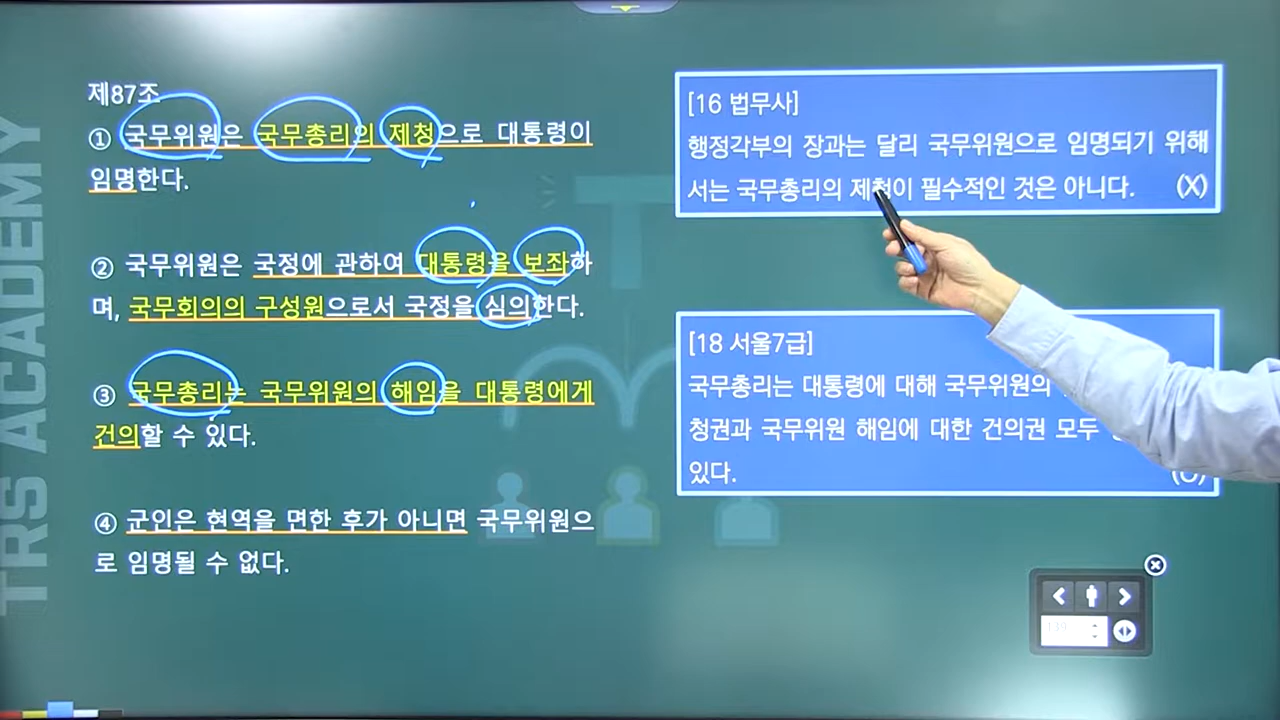 제87조
① 국무위원은 국무총리의 제청으로 대통령이
임명한다.
② 국무위원은 국정에 관하여 대통령을 보좌하
며, 국무회의의 구성원으로서 국정을 심의한다.
③ 국무총리는 국무위원의 해임을 대통령에게
건의할 수 있다.
④ 군인은 현역을 면한 후가 아니면 국무위원으
로 임명될 수 없다.
[16 법무사]
행정각부의 장과는 달리 국무위원으로 임명되기 위해
서는 국무총리의 제청이 필수적인 것은 아니다. (X)
[18 서울7급]
국무총리는 대통령에 대해 국무위원의
청권과 국무위원 해임에 대한 건의권 모두
있다. (O)
TRS ACADEMY
139